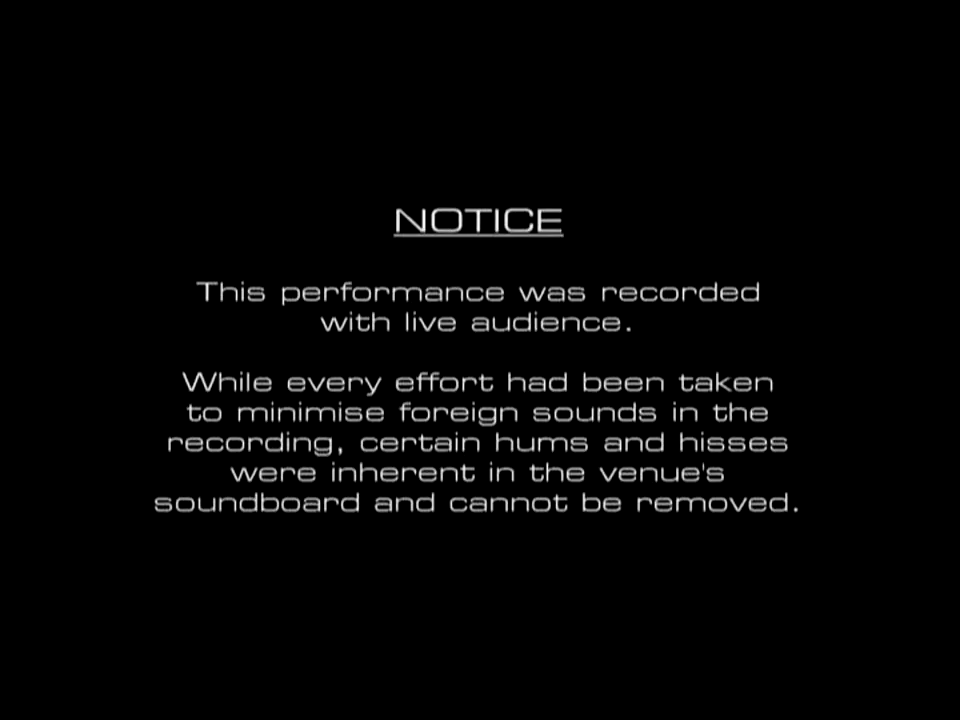 NOTICE
This performance was recorded
with live audience.
While every effort had been taken
to minimise foreign sounds in the
recording, certain hums and hisses
were inherent in the venue's
soundboard and cannot be removed.